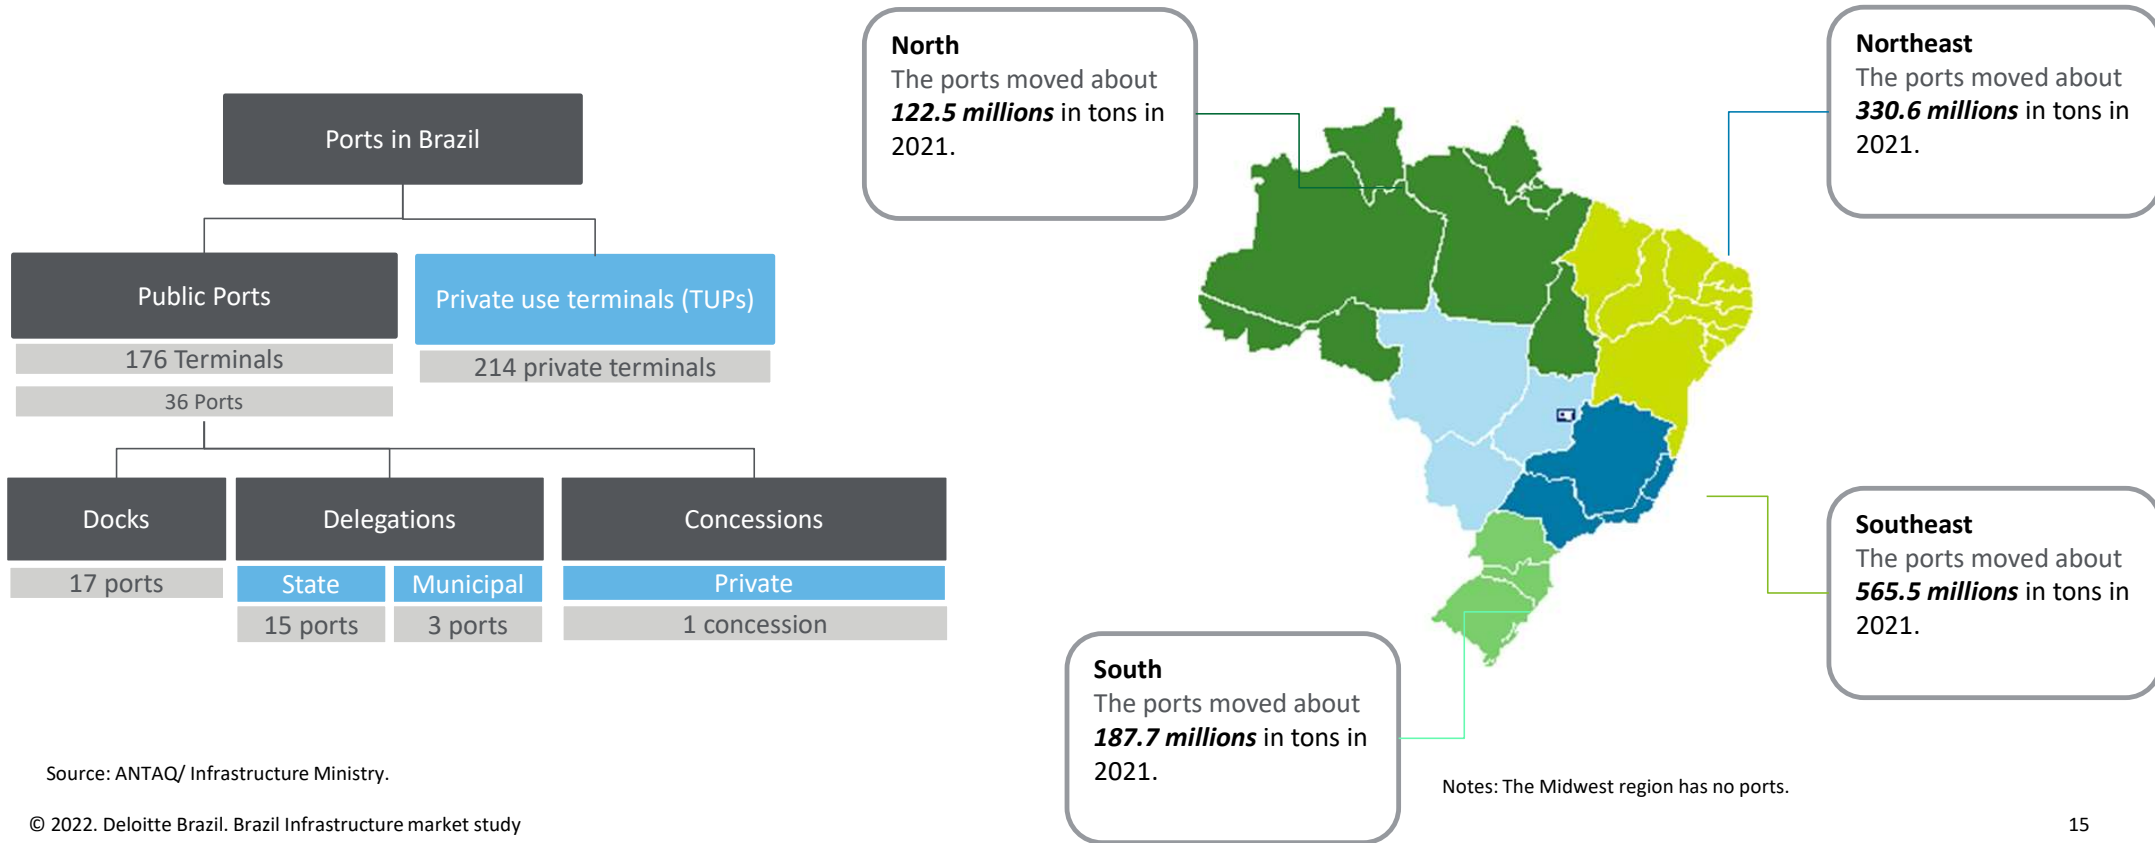 Ports in Brazil
Public Ports
Private use terminals (TUPs)
176 Terminals
214 private terminals
36 Ports
Docks
Delegations
Concessions
17 ports
State
Municipal
Private
15 ports
3 ports
1 concession
North
The ports moved about
122.5 millions in tons in
2021.
Northeast
The ports moved about
330.6 millions in tons in
2021.
Southeast
The ports moved about
565.5 millions in tons in
2021.
South
The ports moved about
187.7 millions in tons in
2021.
Source: ANTAQ/ Infrastructure Ministry.
Notes: The Midwest region has no ports.
© 2022. Deloitte Brazil. Brazil Infrastructure market study
15